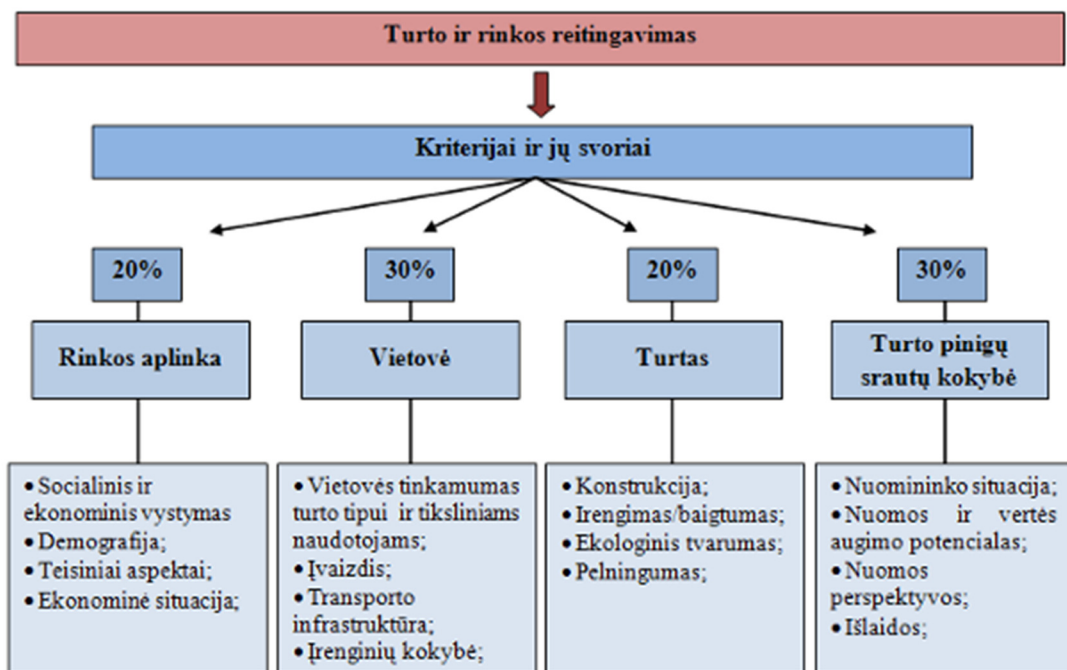 Turto ir rinkos reitingavimas
Kriterijai ir jų svoriai
20%
30%
20%
30%
Rinkos aplinka
Vietovė
Turtas
Turto pinigų
srautų kokybė
• Socialinis ir
ekonominis vystymas
• Demografija;
• Teisiniai aspektai;
• Ekonominė situacija;
• Vietovės tinkamumas
turto tipui ir tiksliniams
naudotojams;
• Įvaizdis;
• Transporto
infrastruktūra;
• Įrenginių kokybė;
• Konstrukcija;
• Irengimas/baigtumas;
• Ekologinis tvarumas;
• Pelningumas;
• Nuomininko situacija;
• Nuomos ir vertės
augimo potencialas;
• Nuomos
perspektyvos;
• Išlaidos;